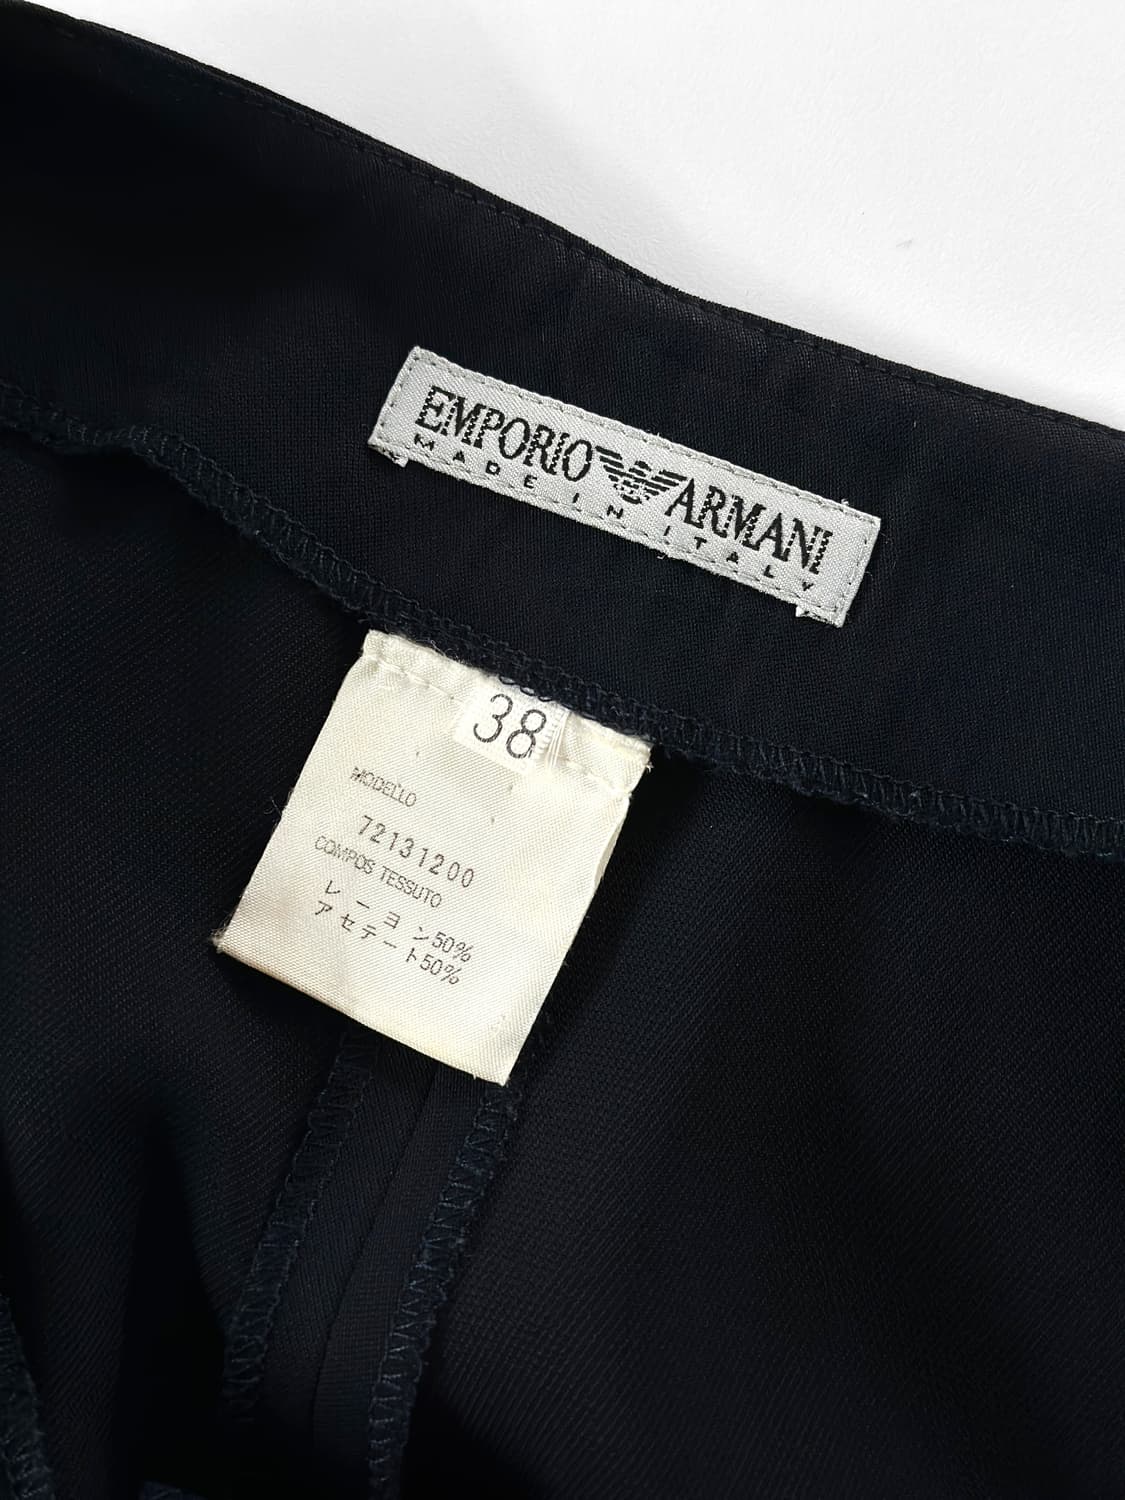 EMPORIO ARMANI
MADE IN ITALY
38
MODELLO
72131200
COMPOS TESSUTO
レーヨン50%
アセテート50%